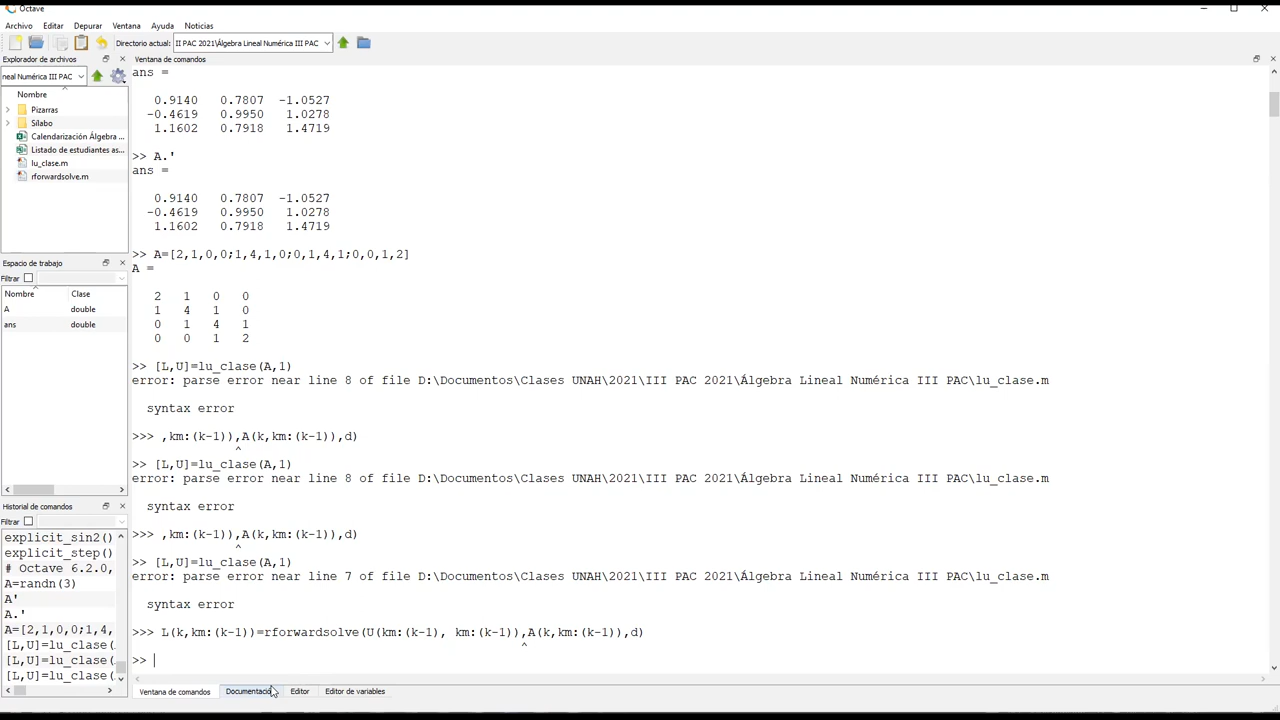 Octave
Archivo Editar Depurar Ventana Ayuda Noticias
Directorio actual: II PAC 2021\Álgebra Lineal Numérica III PAC
Explorador de archivos
neal Numérica III PAC
Nombre
Pizarras
Sílabo
Calendarización Álgebra ...
Listado de estudiantes as...
lu_clase.m
rforwardsolve.m
Espacio de trabajo
Filtrar
Nombre Clase
A double
ans double
Historial de comandos
Filtrar
explicit_sin2()
explicit_step()
# Octave 6.2.0,
A=randn(3)
A'
A.'
A=[2,1,0,0;1,4,
[L,U]=lu_clase(
[L,U]=lu_clase(
[L,U]=lu_clase(
Ventana de comandos
ans =
0.9140 0.7807 -1.0527
-0.4619 0.9950 1.0278
1.1602 0.7918 1.4719
>> A.'
ans =
0.9140 0.7807 -1.0527
-0.4619 0.9950 1.0278
1.1602 0.7918 1.4719
>> A=[2,1,0,0;1,4,1,0;0,1,4,1;0,0,1,2]
A =
2 1 0 0
1 4 1 0
0 1 4 1
0 0 1 2
>> [L,U]=lu_clase(A,1)
error: parse error near line 8 of file D:\Documentos\Clases UNAH\2021\III PAC 2021\Álgebra Lineal Numérica III PAC\lu_clase.m
syntax error
>>> ,km:(k-1)),A(k,km:(k-1)),d)
^
>> [L,U]=lu_clase(A,1)
error: parse error near line 8 of file D:\Documentos\Clases UNAH\2021\III PAC 2021\Álgebra Lineal Numérica III PAC\lu_clase.m
syntax error
>>> ,km:(k-1)),A(k,km:(k-1)),d)
^
>> [L,U]=lu_clase(A,1)
error: parse error near line 7 of file D:\Documentos\Clases UNAH\2021\III PAC 2021\Álgebra Lineal Numérica III PAC\lu_clase.m
syntax error
>>> L(k,km:(k-1))=rforwardsolve(U(km:(k-1), km:(k-1)),A(k,km:(k-1)),d)
^
>>
Ventana de comandos Documentación Editor Editor de variables